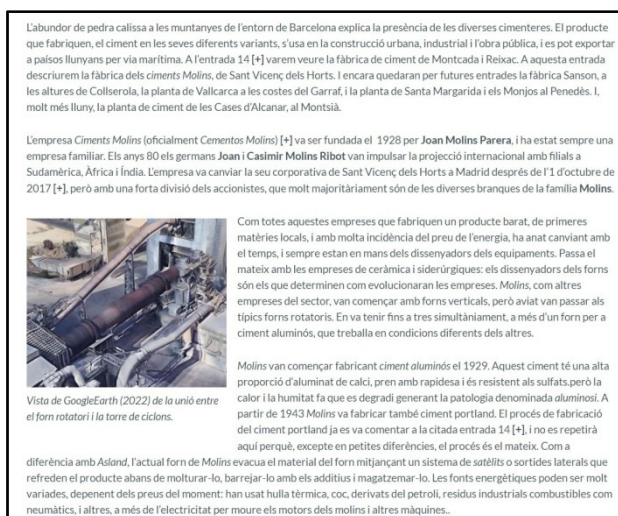 L'abundor de pedra calissa a les muntanyes de l'entorn de Barcelona explica la presència de les diverses cimenteres. El producte
que fabriquen, el ciment en les seves diferents variants, s'usa en la construcció urbana, industrial i l'obra pública, i es pot exportar
a països llunyans per via marítima. A l'entrada 14 [+] varem veure la fàbrica de ciment de Montcada i Reixac. A aquesta entrada
descriurem la fàbrica dels ciments Molins, de Sant Vicenç dels Horts. I encara quedaran per futures entrades la fàbrica Sanson, a
les altures de Collserola, la planta de Vallcarca a les costes del Garraf, i la planta de Santa Margarida i els Monjos al Penedès. I,
molt més lluny, la planta de ciment de les Cases d'Alcanar, al Montsià.
L'empresa Ciments Molins (oficialment Cementos Molins) [+] va ser fundada el 1928 per Joan Molins Parera, i ha estat sempre una
empresa familiar. Els anys 80 els germans Joan i Casimir Molins Ribot van impulsar la projecció internacional amb filials a
Sudamèrica, Àfrica i Índia. L'empresa va canviar la seu corporativa de Sant Vicenç dels Horts a Madrid després de l'1 d'octubre de
2017 [+], però amb una forta divisió dels accionistes, que molt majoritàriament són de les diverses branques de la família Molins.
Com totes aquestes empreses que fabriquen un producte barat, de primeres
matèries locals, i amb molta incidència del preu de l'energia, ha anat canviant amb
el temps, i sempre estan en mans dels dissenyadors dels equipaments. Passa el
mateix amb les empreses de ceràmica i siderúrgiques: els dissenyadors dels forns
són els que determinen com evolucionaran les empreses. Molins, com altres
empreses del sector, van començar amb forns verticals, però aviat van passar als
típics forns rotatoris. En va tenir fins a tres simultàniament, a més d'un forn per a
ciment aluminós, que treballa en condicions diferents dels altres.
Molins van començar fabricant ciment aluminós el 1929. Aquest ciment té una alta
proporció d'aluminat de calci, pren amb rapidesa i és resistent als sulfats.però la
calor i la humitat fa que es degradi generant la patologia denominada aluminosi. A
partir de 1943 Molins va fabricar també ciment portland. El procés de fabricació
del ciment portland ja es va comentar a la citada entrada 14 [+], i no es repetirà
aquí perquè, excepte en petites diferències, el procés és el mateix. Com a
diferència amb Asland, l'actual forn de Molins evacua el material del forn mitjançant un sistema de satèlits o sortides laterals que
refreden el producte abans de molturar-lo, barrejar-lo amb els additius i magatzemar-lo. Les fonts energètiques poden ser molt
variades, depenent dels preus del moment: han usat hulla tèrmica, coc, derivats del petroli, residus industrials combustibles com
neumàtics, i altres, a més de l'electricitat per moure els motors dels molins i altres màquines..
Vista de GoogleEarth (2022) de la unió entre
el forn rotatori i la torre de ciclons.